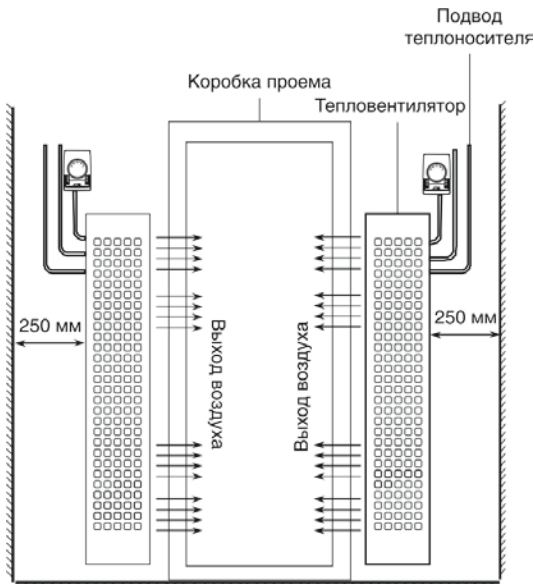 Подвод
теплоносителя
Коробка проема
Тепловентилятор
250 мм
Выход воздуха
Выход воздуха
250 мм